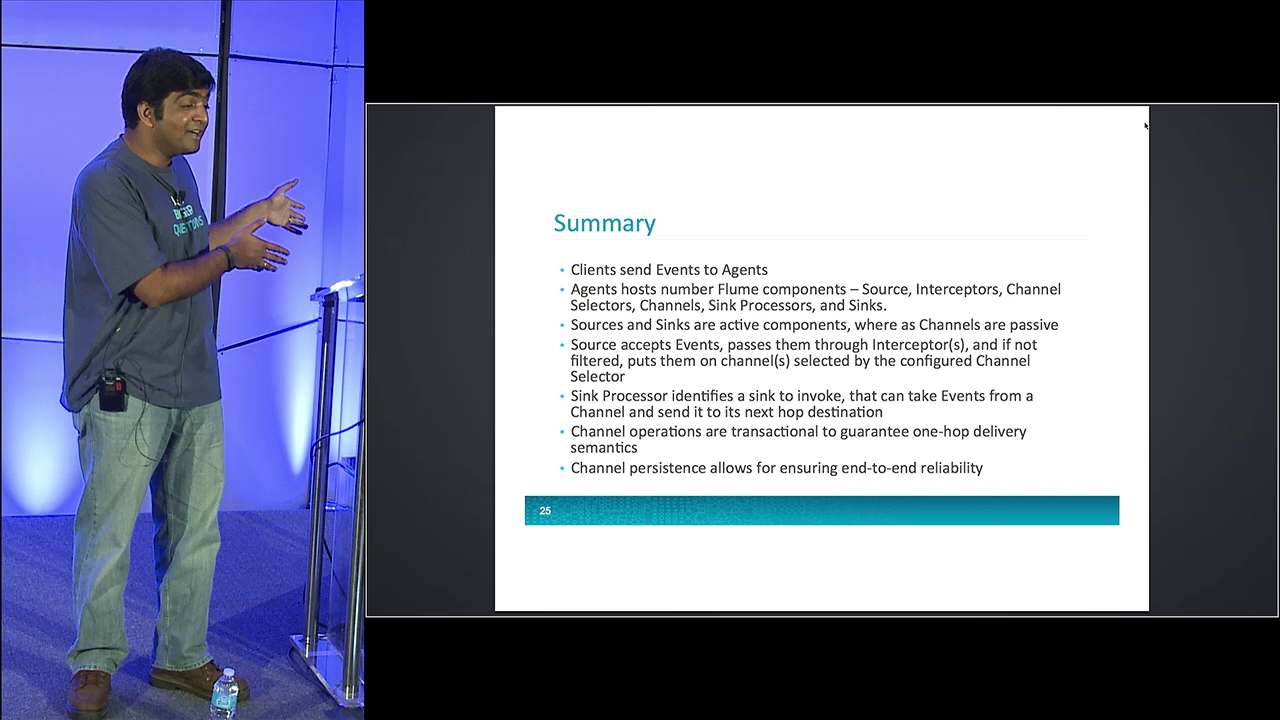 BIGGER
QUESTIONS
Summary
• Clients send Events to Agents
• Agents hosts number Flume components – Source, Interceptors, Channel
Selectors, Channels, Sink Processors, and Sinks.
• Sources and Sinks are active components, where as Channels are passive
• Source accepts Events, passes them through Interceptor(s), and if not
filtered, puts them on channel(s) selected by the configured Channel
Selector
• Sink Processor identifies a sink to invoke, that can take Events from a
Channel and send it to its next hop destination
• Channel operations are transactional to guarantee one-hop delivery
semantics
• Channel persistence allows for ensuring end-to-end reliability
25